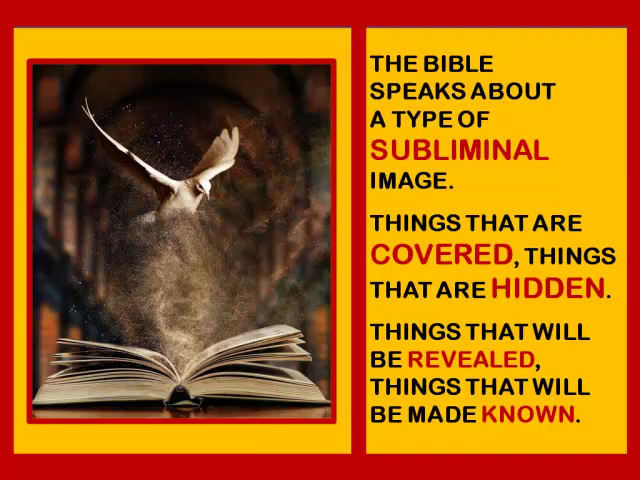 THE BIBLE
SPEAKS ABOUT
A TYPE OF
SUBLIMINAL
IMAGE.
THINGS THAT ARE
COVERED, THINGS
THAT ARE HIDDEN.
THINGS THAT WILL
BE REVEALED,
THINGS THAT WILL
BE MADE KNOWN.